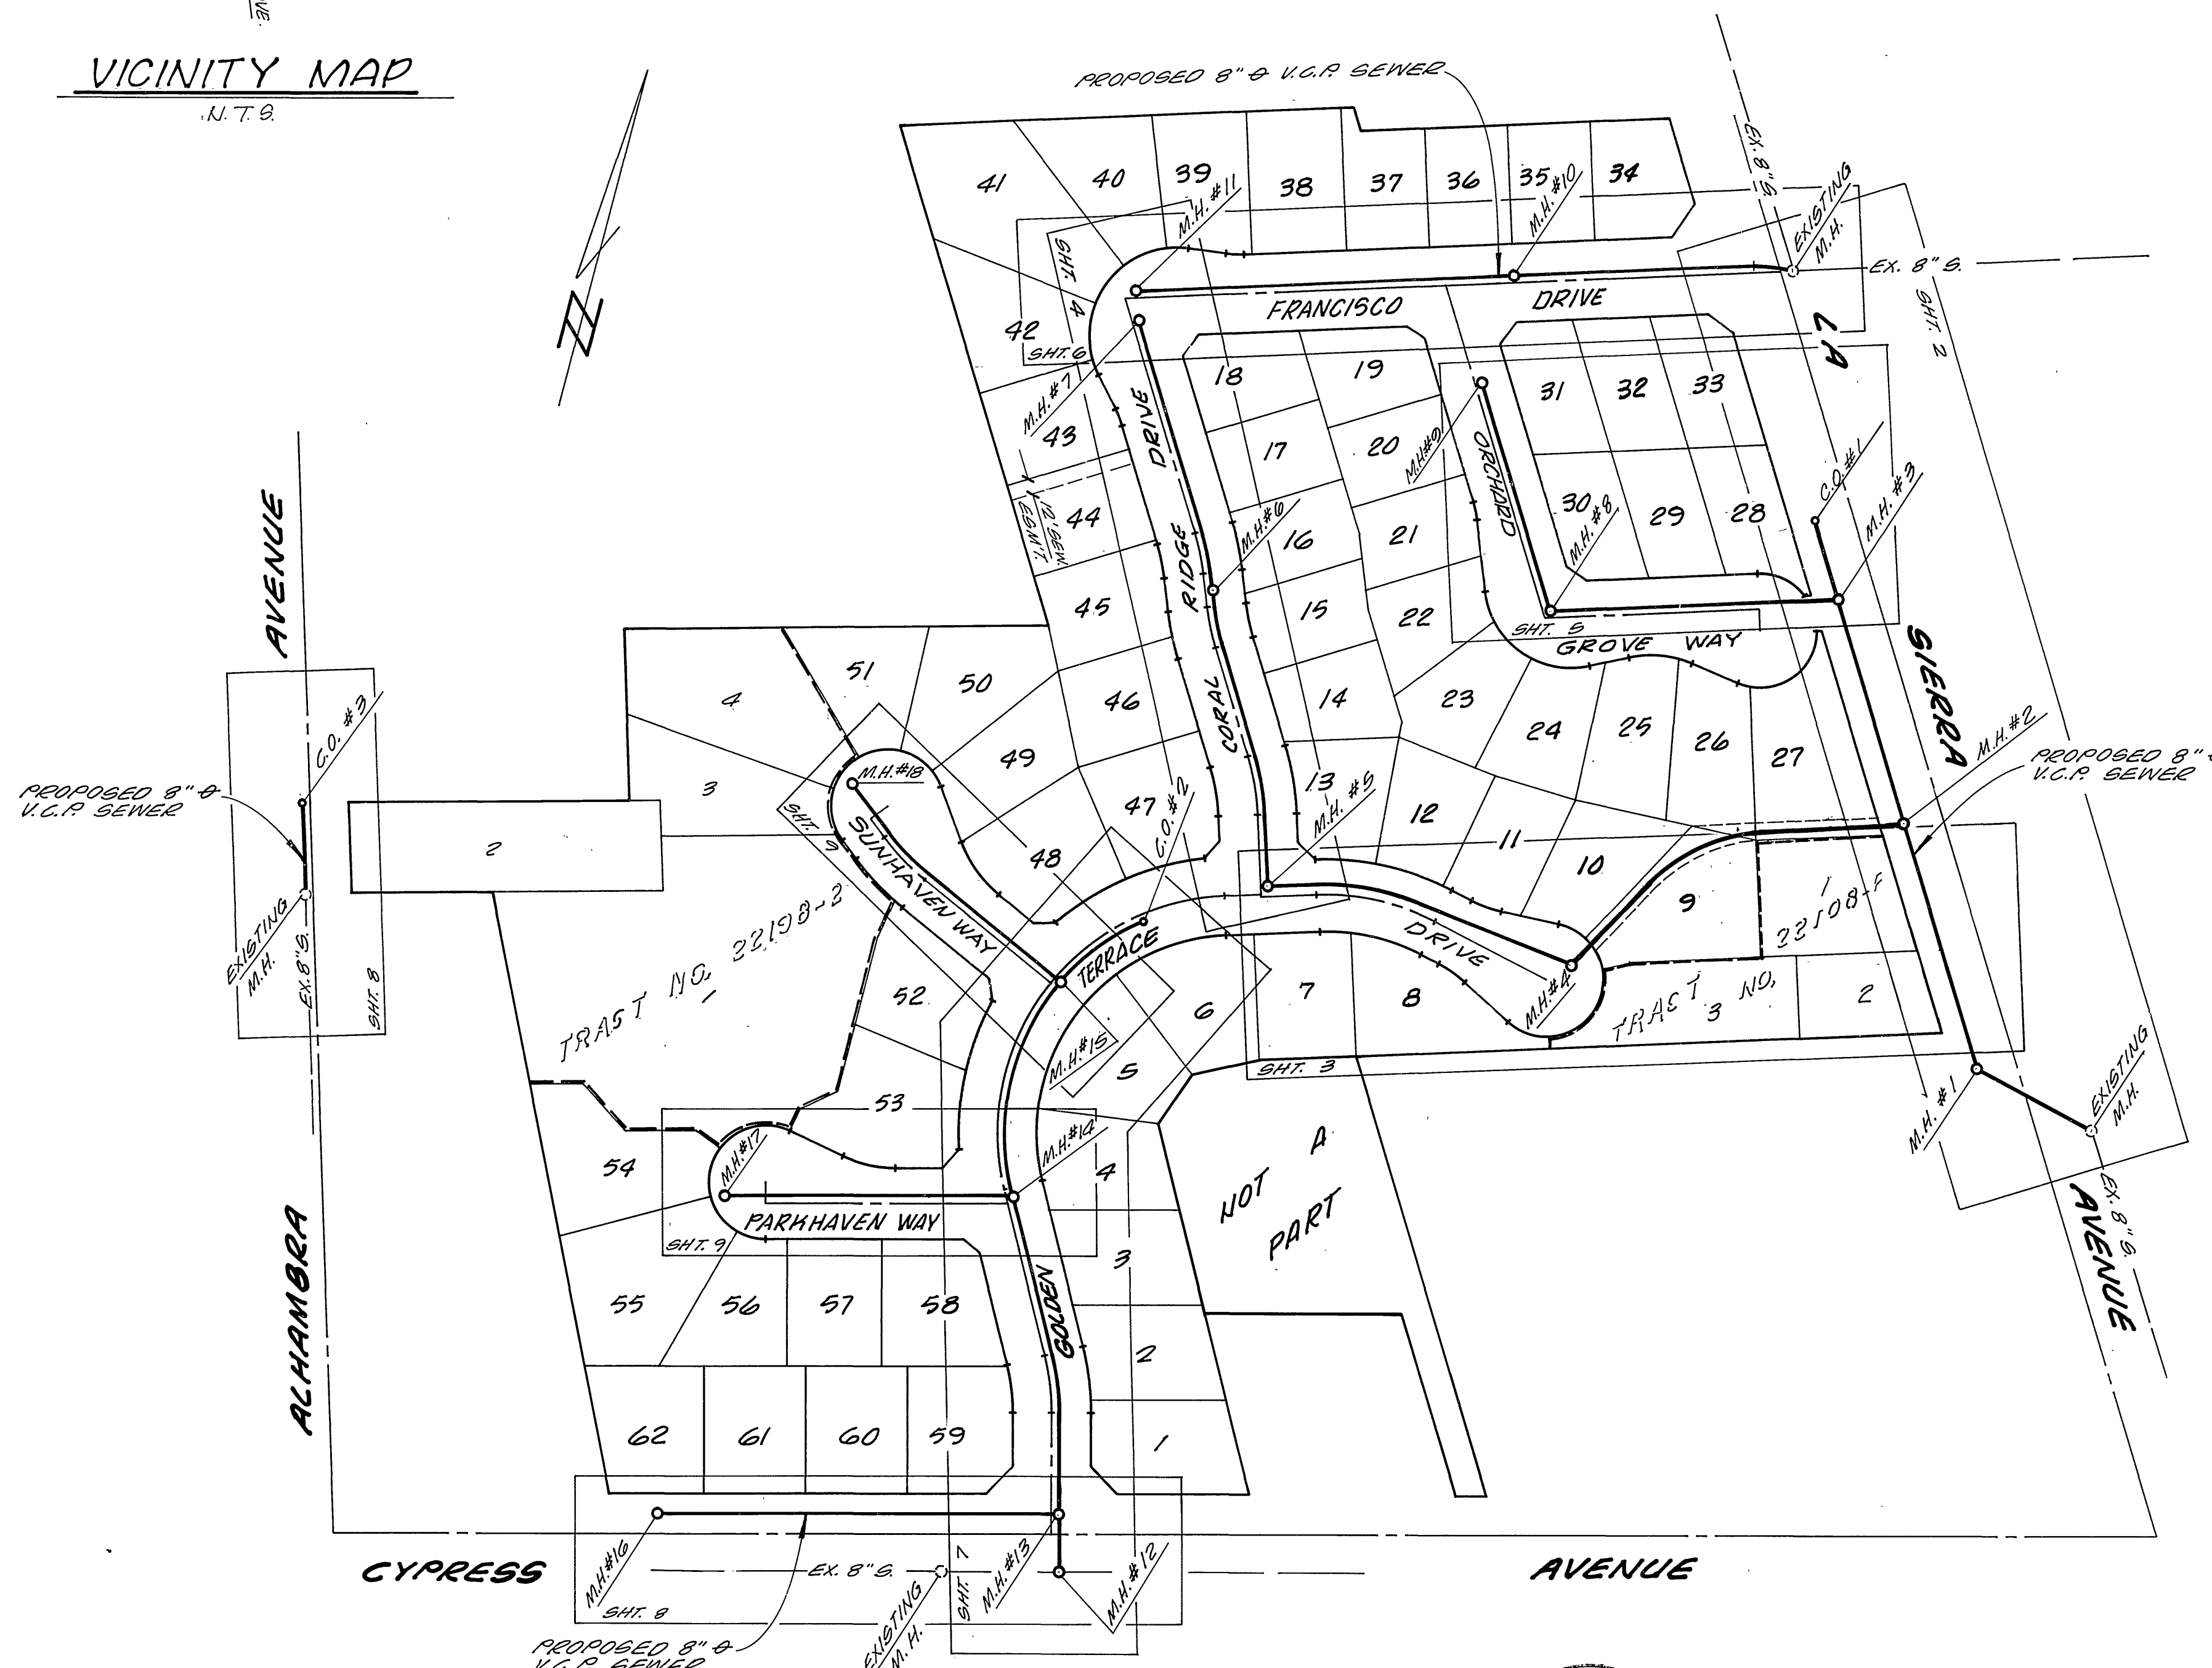 VE.
VICINITY MAP
N.T.S.
PROPOSED 8" ⌀ V.C.P. SEWER
41
40
39
38
37
36
35
34
M.H. #11
M.H. #10
EX. 8" S.
EXISTING
M.H.
EX. 8" S.
SHT. 2
SHT. 4
42
SHT. 6
FRANCISCO DRIVE
LA
M.H. #7
43
DRIVE
18
19
17
20
M.H. #9
ORCHARD
31
32
33
30
29
28
M.H. #8
C.O. #1
M.H. #3
44
12' SEW.
ESM'T.
RIDGE
M.H. #6
16
21
45
15
22
SHT. 5
GROVE WAY
SIERRA
AVENUE
C.O. #3
PROPOSED 8" ⌀
V.C.P. SEWER
EXISTING
M.H.
EX. 8" S.
SHT. 8
4
51
50
46
CORAL
14
23
24
25
26
27
M.H. #2
PROPOSED 8"
V.C.P. SEWER
3
M.H. #18
49
47
C.O. #2
13
M.H. #5
12
11
10
2
SHT. 9
SUNHAVEN WAY
48
9
1
22108-F
TRACT NO. 22198-2
1
52
TERRACE
DRIVE
6
7
8
M.H. #4
TRACT NO.
3
2
M.H. #15
5
SHT. 3
M.H. #1
EXISTING
M.H.
53
M.H. #17
M.H. #14
54
4
NOT A
PART
EX. 8" S.
AVENUE
PARKHAVEN WAY
SHT. 9
3
ALHAMBRA
GOLDEN
55
56
57
58
2
62
61
60
59
1
CYPRESS
AVENUE
M.H. #16
EX. 8" S.
SHT. 7
M.H. #13
M.H. #12
SHT. 8
EXISTING
M.H.
PROPOSED 8" ⌀
V.C.P. SEWER